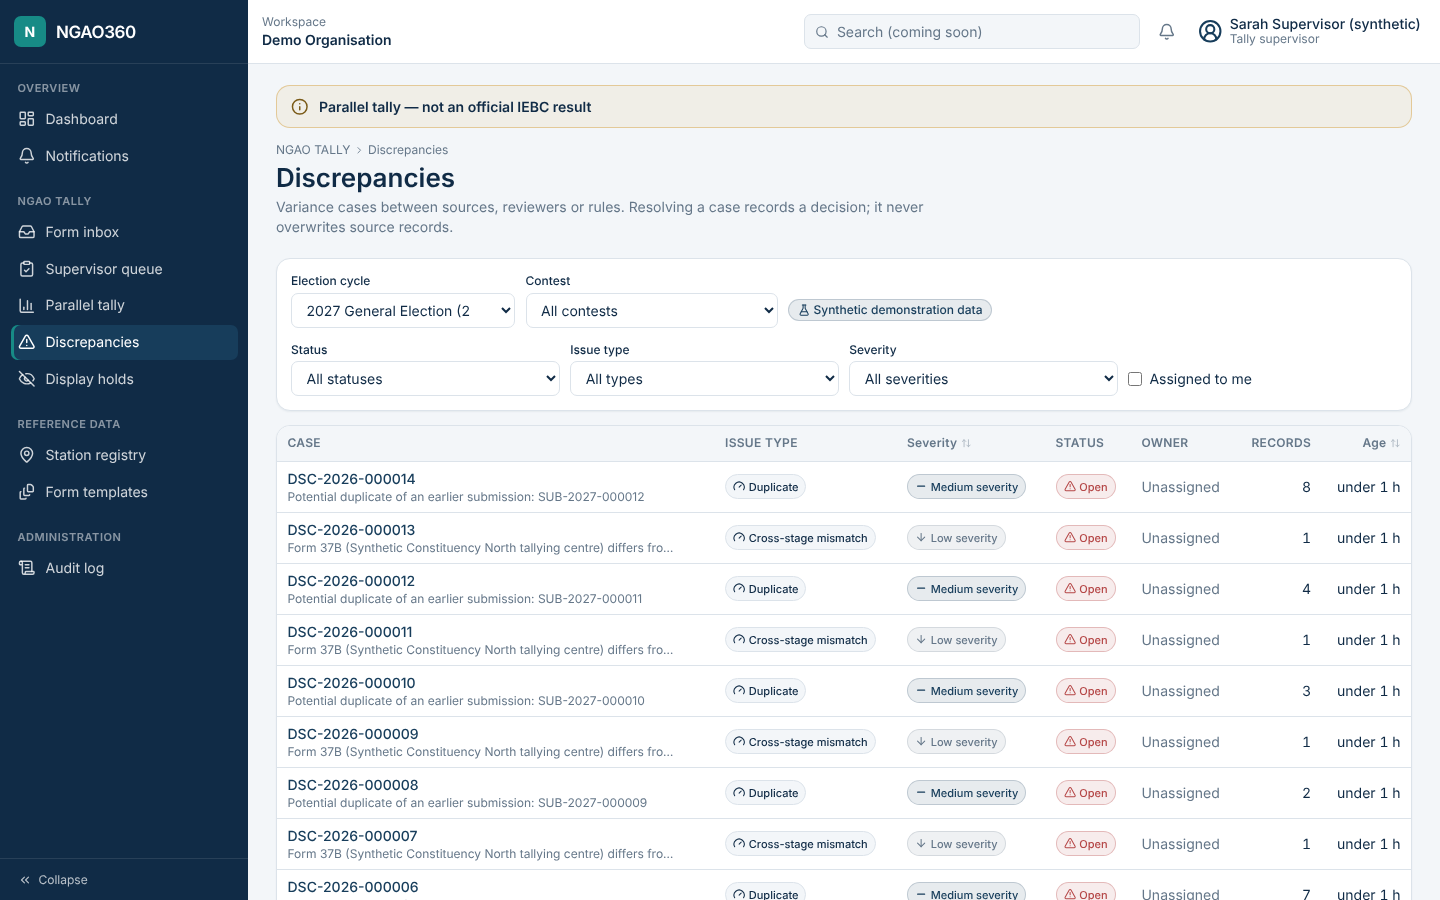 N NGAO360
OVERVIEW
Dashboard
Notifications
NGAO TALLY
Form inbox
Supervisor queue
Parallel tally
Discrepancies
Display holds
REFERENCE DATA
Station registry
Form templates
ADMINISTRATION
Audit log
Collapse
Workspace
Demo Organisation
Search (coming soon)
Sarah Supervisor (synthetic)
Tally supervisor
Parallel tally — not an official IEBC result
NGAO TALLY > Discrepancies
Discrepancies
Variance cases between sources, reviewers or rules. Resolving a case records a decision; it never
overwrites source records.
Election cycle
2027 General Election (2
Contest
All contests
Synthetic demonstration data
Status
All statuses
Issue type
All types
Severity
All severities
Assigned to me
CASE ISSUE TYPE Severity STATUS OWNER RECORDS Age
DSC-2026-000014
Potential duplicate of an earlier submission: SUB-2027-000012
Duplicate Medium severity Open Unassigned 8 under 1 h
DSC-2026-000013
Form 37B (Synthetic Constituency North tallying centre) differs fro...
Cross-stage mismatch Low severity Open Unassigned 1 under 1 h
DSC-2026-000012
Potential duplicate of an earlier submission: SUB-2027-000011
Duplicate Medium severity Open Unassigned 4 under 1 h
DSC-2026-000011
Form 37B (Synthetic Constituency North tallying centre) differs fro...
Cross-stage mismatch Low severity Open Unassigned 1 under 1 h
DSC-2026-000010
Potential duplicate of an earlier submission: SUB-2027-000010
Duplicate Medium severity Open Unassigned 3 under 1 h
DSC-2026-000009
Form 37B (Synthetic Constituency North tallying centre) differs fro...
Cross-stage mismatch Low severity Open Unassigned 1 under 1 h
DSC-2026-000008
Potential duplicate of an earlier submission: SUB-2027-000009
Duplicate Medium severity Open Unassigned 2 under 1 h
DSC-2026-000007
Form 37B (Synthetic Constituency North tallying centre) differs fro...
Cross-stage mismatch Low severity Open Unassigned 1 under 1 h
DSC-2026-000006
Duplicate Medium severity Open Unassigned 7 under 1 h